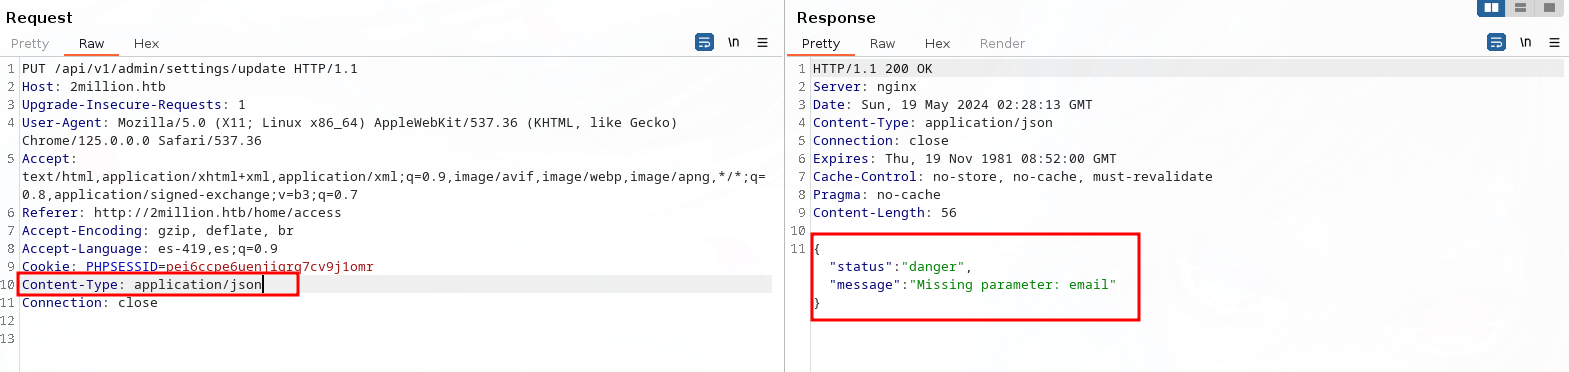 Request
Pretty Raw Hex
\n
1 PUT /api/v1/admin/settings/update HTTP/1.1
2 Host: 2million.htb
3 Upgrade-Insecure-Requests: 1
4 User-Agent: Mozilla/5.0 (X11; Linux x86_64) AppleWebKit/537.36 (KHTML, like Gecko)
Chrome/125.0.0.0 Safari/537.36
5 Accept:
text/html,application/xhtml+xml,application/xml;q=0.9,image/avif,image/webp,image/apng,*/*;q=
0.8,application/signed-exchange;v=b3;q=0.7
6 Referer: http://2million.htb/home/access
7 Accept-Encoding: gzip, deflate, br
8 Accept-Language: es-419,es;q=0.9
9 Cookie: PHPSESSID=pei6ccpe6uenjigrq7cv9j1omr
10 Content-Type: application/json
11 Connection: close
12
13
Response
Pretty Raw Hex Render
\n
1 HTTP/1.1 200 OK
2 Server: nginx
3 Date: Sun, 19 May 2024 02:28:13 GMT
4 Content-Type: application/json
5 Connection: close
6 Expires: Thu, 19 Nov 1981 08:52:00 GMT
7 Cache-Control: no-store, no-cache, must-revalidate
8 Pragma: no-cache
9 Content-Length: 56
10
11 {
"status":"danger",
"message":"Missing parameter: email"
}